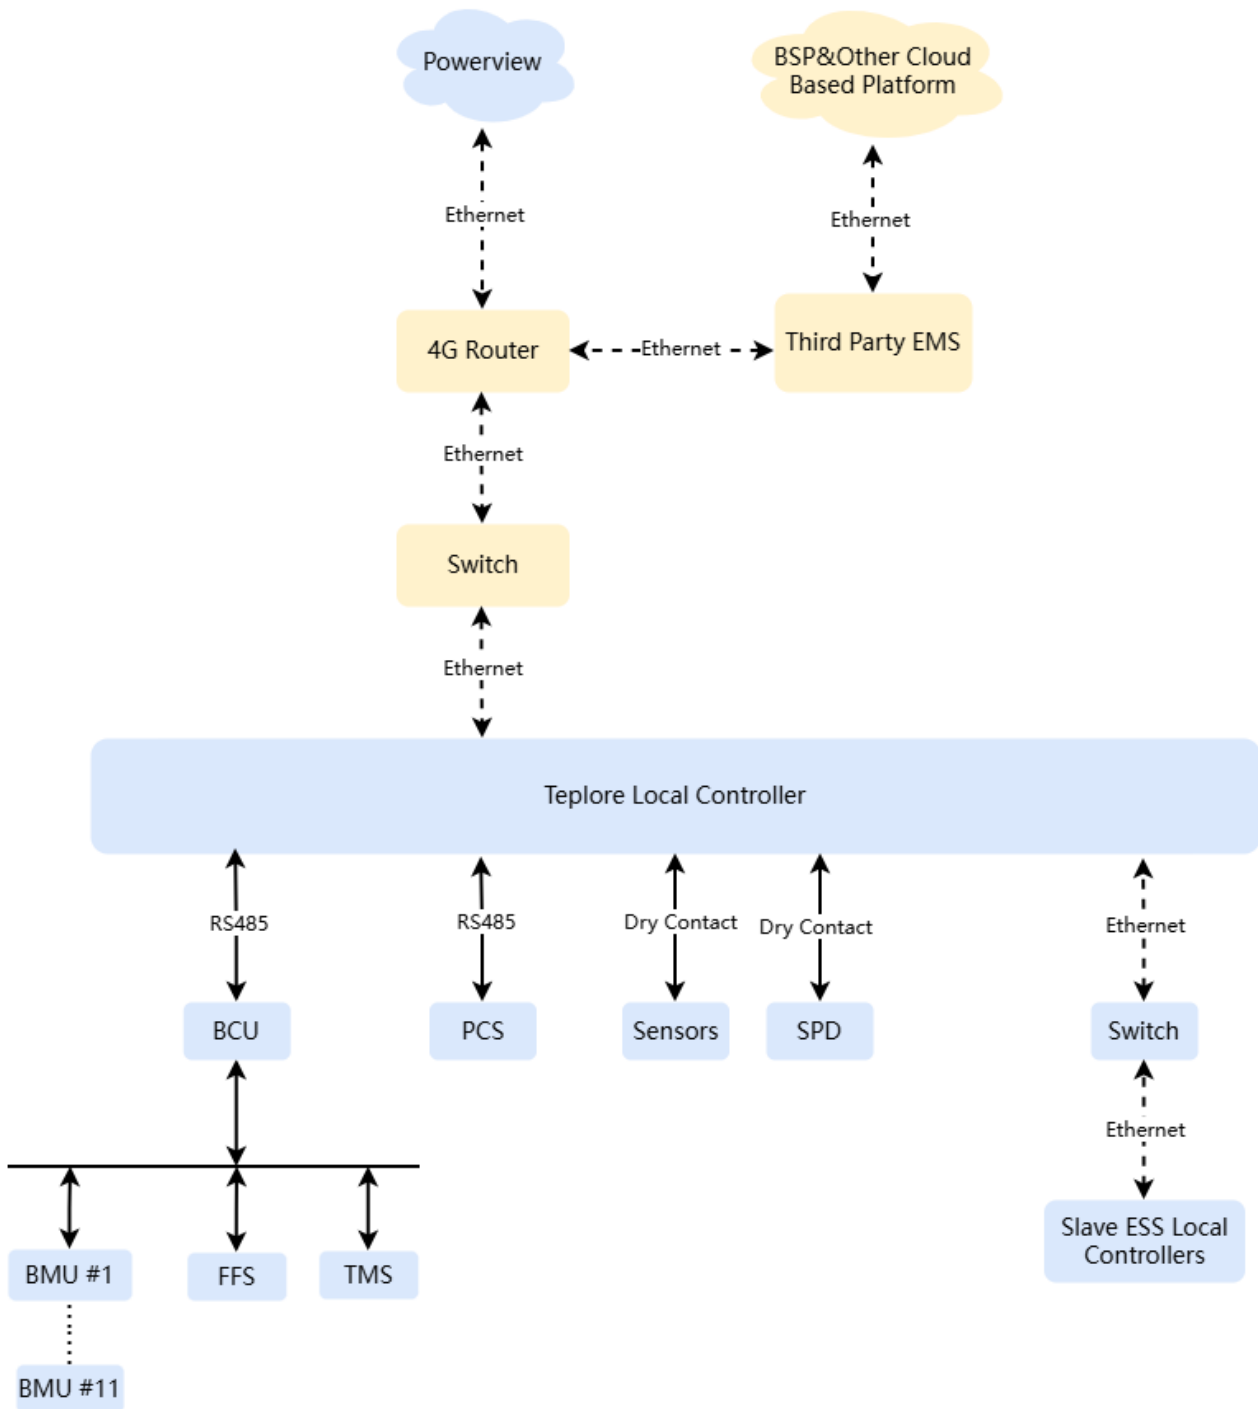 Powerview
BSP&Other Cloud
Based Platform
Ethernet
Ethernet
4G Router
Ethernet
Third Party EMS
Ethernet
Switch
Ethernet
Teplore Local Controller
RS485
RS485
Dry Contact
Dry Contact
Ethernet
BCU
PCS
Sensors
SPD
Switch
Ethernet
Slave ESS Local
Controllers
BMU #1
FFS
TMS
BMU #11